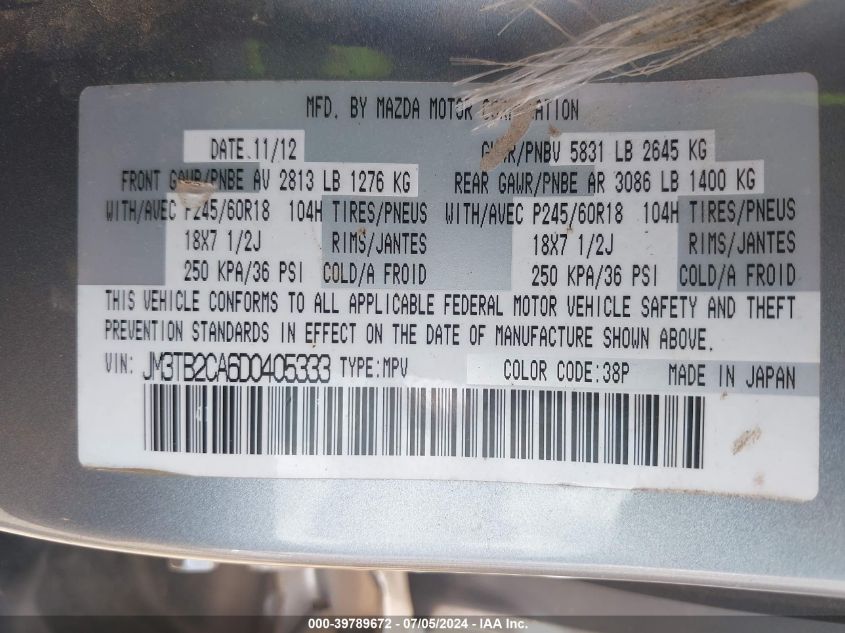 MFD. BY MAZDA MOTOR CORPORATION
DATE 11/12 GVWR/PNBV 5831 LB 2645 KG
FRONT GAWR/PNBE AV 2813 LB 1276 KG REAR GAWR/PNBE AR 3086 LB 1400 KG
WITH/AVEC P245/60R18 104H TIRES/PNEUS WITH/AVEC P245/60R18 104H TIRES/PNEUS
18X7 1/2J RIMS/JANTES 18X7 1/2J RIMS/JANTES
250 KPA/36 PSI COLD/A FROID 250 KPA/36 PSI COLD/A FROID
THIS VEHICLE CONFORMS TO ALL APPLICABLE FEDERAL MOTOR VEHICLE SAFETY AND THEFT
PREVENTION STANDARDS IN EFFECT ON THE DATE OF MANUFACTURE SHOWN ABOVE.
VIN: JM3TB2CA6D0405333 TYPE:MPV COLOR CODE:38P MADE IN JAPAN
000-39789672 - 07/05/2024 - IAA Inc.